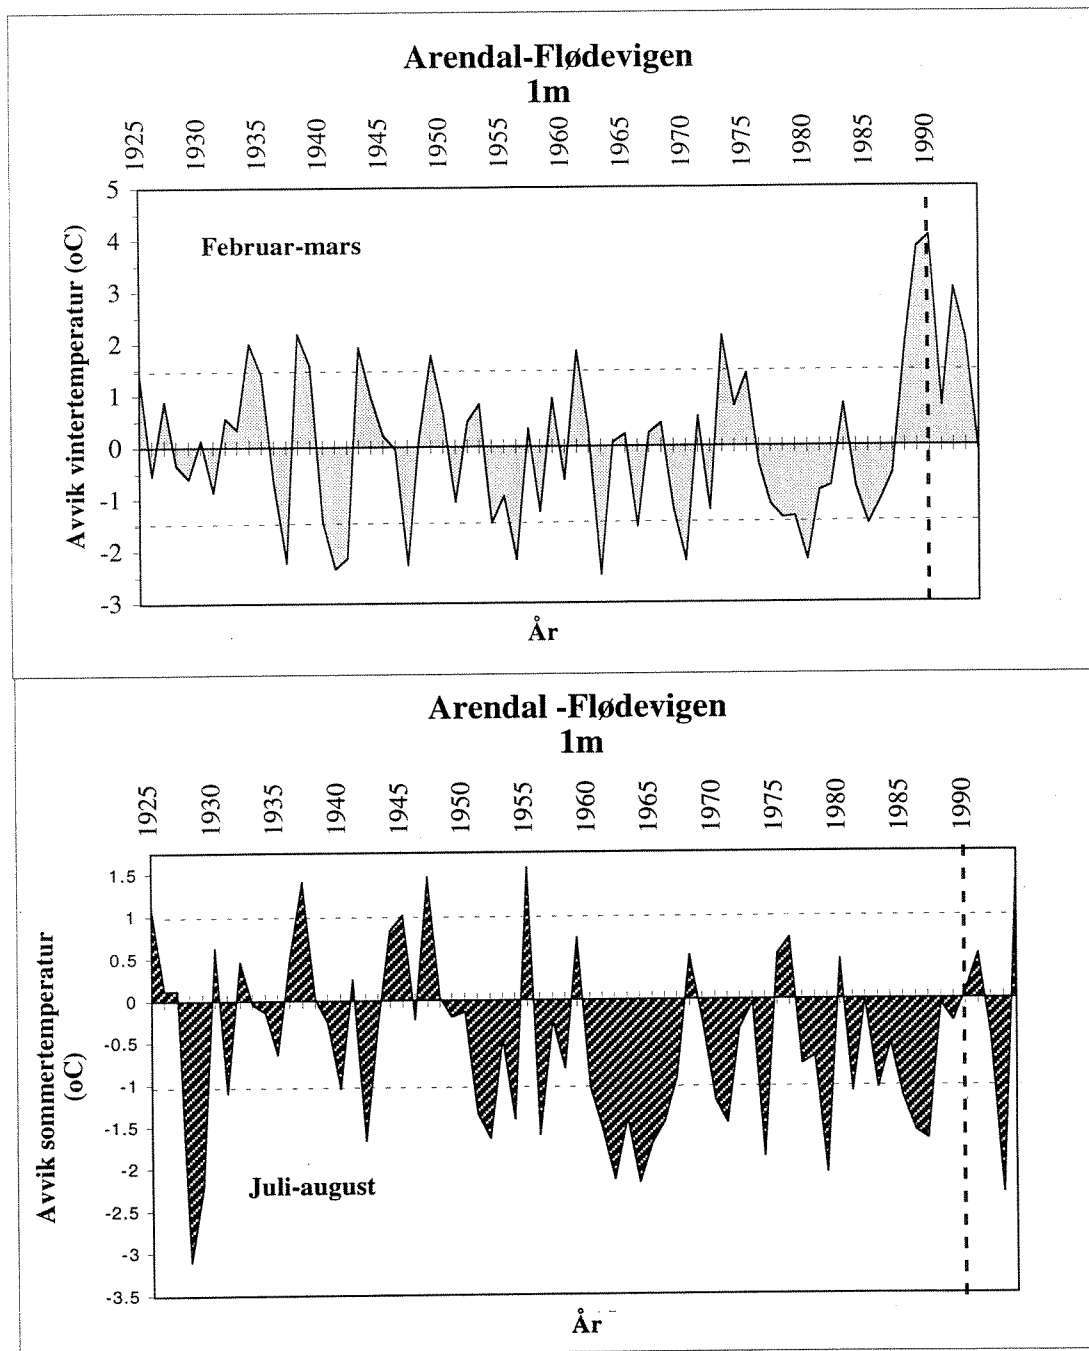 Arendal-Flødevigen
1m
1925 1930 1935 1940 1945 1950 1955 1960 1965 1970 1975 1980 1985 1990
Avvik vintertemperatur (oC)
5
4
3
2
1
0
-1
-2
-3
Februar-mars
År
Arendal -Flødevigen
1m
1925 1930 1935 1940 1945 1950 1955 1960 1965 1970 1975 1980 1985 1990
Avvik sommertemperatur
(oC)
1.5
1
0.5
0
-0.5
-1
-1.5
-2
-2.5
-3
-3.5
Juli-august
År